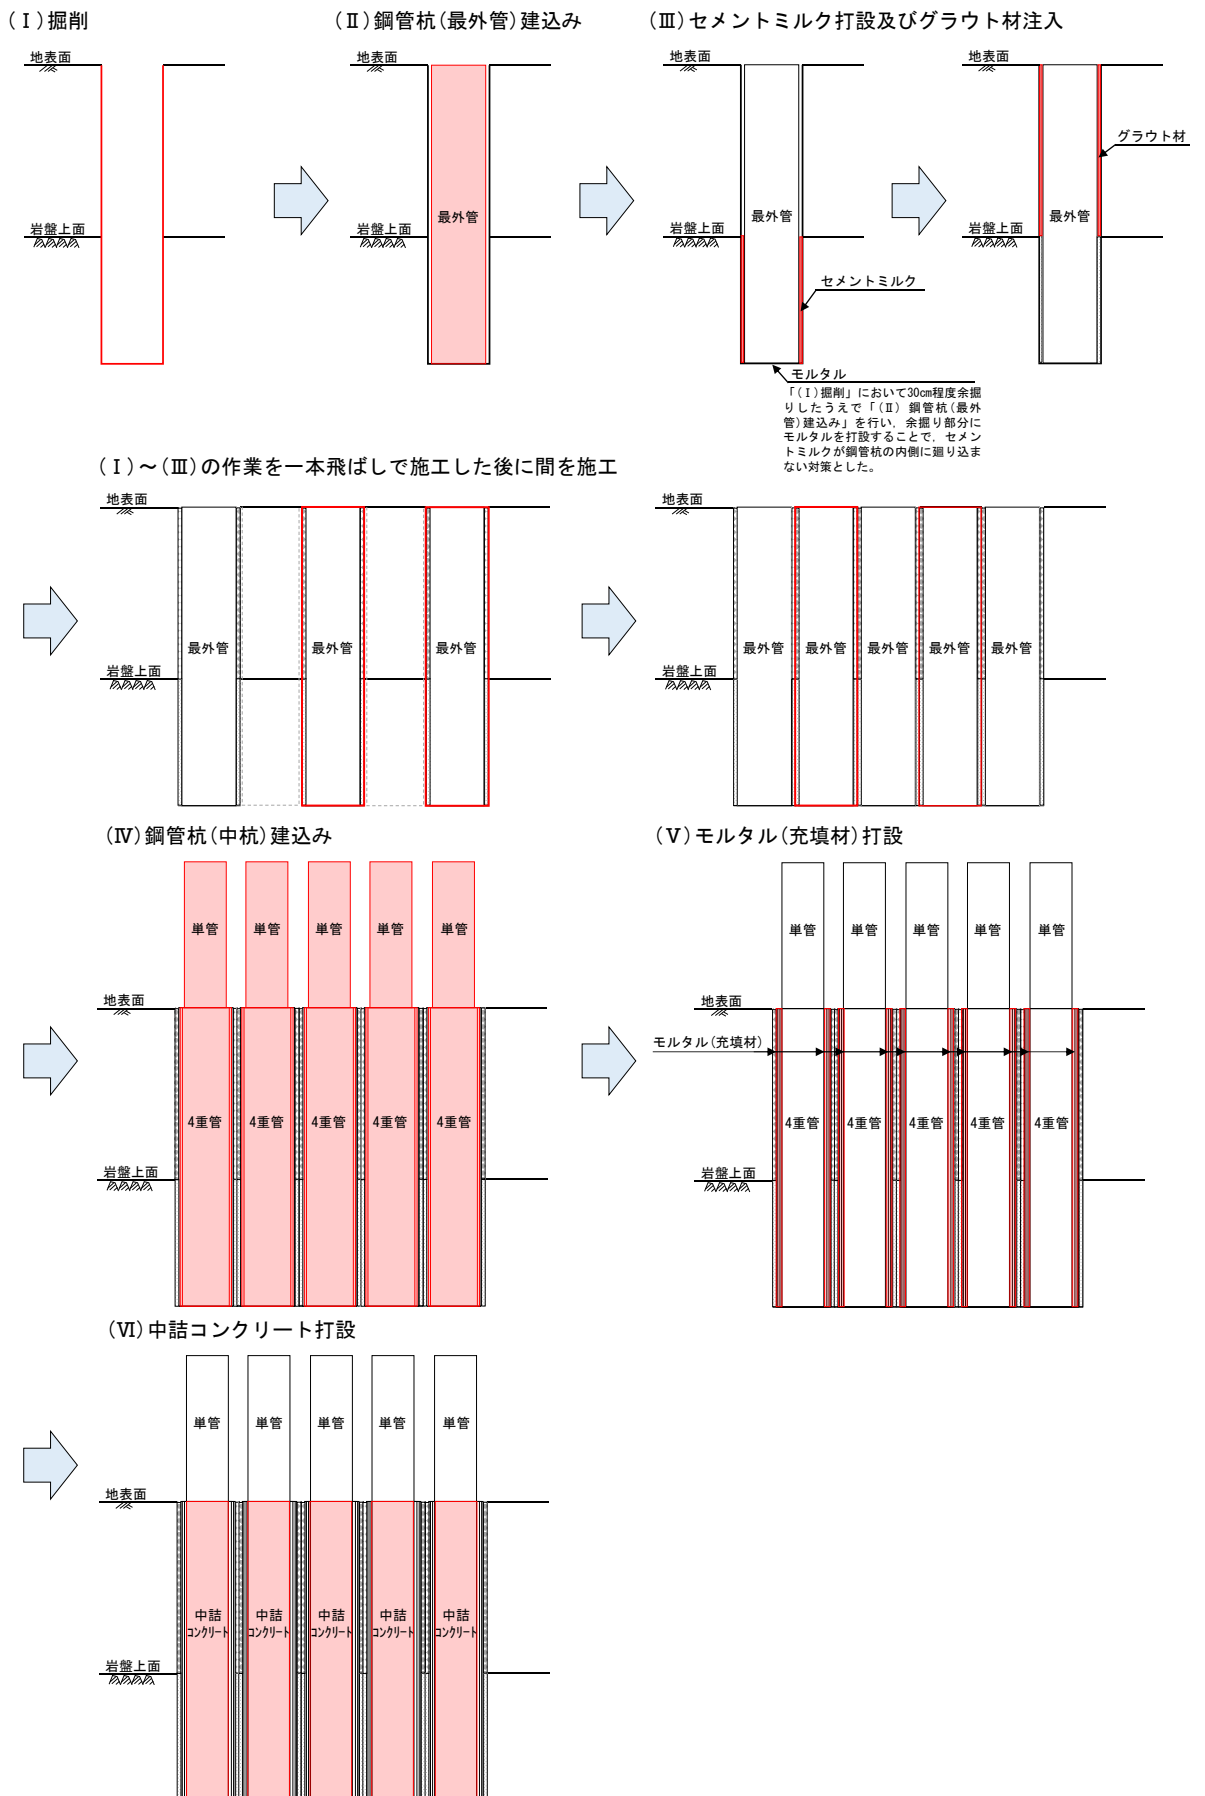 (Ⅰ)掘削
(Ⅱ)鋼管杭(最外管)建込み
(Ⅲ)セメントミルク打設及びグラウト材注入
地表面
地表面
地表面
地表面
グラウト材
最外管
最外管
最外管
岩盤上面
岩盤上面
岩盤上面
岩盤上面
セメントミルク
モルタル
「(Ⅰ)掘削」において30㎝程度余掘
りしたうえで「(Ⅱ) 鋼管杭(最外
管)建込み」を行い，余掘り部分に
モルタルを打設することで，セメン
トミルクが鋼管杭の内側に廻り込ま
ない対策とした。
(Ⅰ)～(Ⅲ)の作業を一本飛ばしで施工した後に間を施工
地表面
地表面
最外管
最外管
最外管
最外管
最外管
最外管
最外管
最外管
岩盤上面
岩盤上面
(Ⅳ)鋼管杭(中杭)建込み
(Ⅴ)モルタル(充填材)打設
単管
単管
単管
単管
単管
単管
単管
単管
単管
単管
地表面
地表面
モルタル(充填材)
4重管
4重管
4重管
4重管
4重管
4重管
4重管
4重管
4重管
4重管
岩盤上面
岩盤上面
(Ⅵ)中詰コンクリート打設
単管
単管
単管
単管
単管
地表面
中詰
コンクリート
中詰
コンクリート
中詰
コンクリート
中詰
コンクリート
中詰
コンクリート
岩盤上面